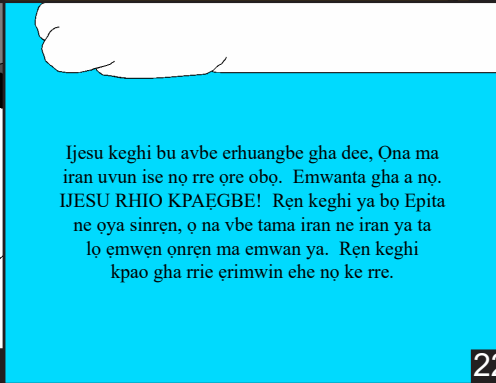 Ijesu keghi bu avbe erhuangbe gha dee, Ọna ma
iran uvun ise nọ rre ọre obọ. Emwanta gha a nọ.
IJESU RHIO KPAẸGBE! Rẹn keghi ya bọ Epita
ne ọya sinrẹn, ọ na vbe tama iran ne iran ya ta
lọ ẹmwẹn ọnrẹn ma emwan ya. Rẹn keghi
kpao gha rrie ẹrimwin ehe nọ ke rre.